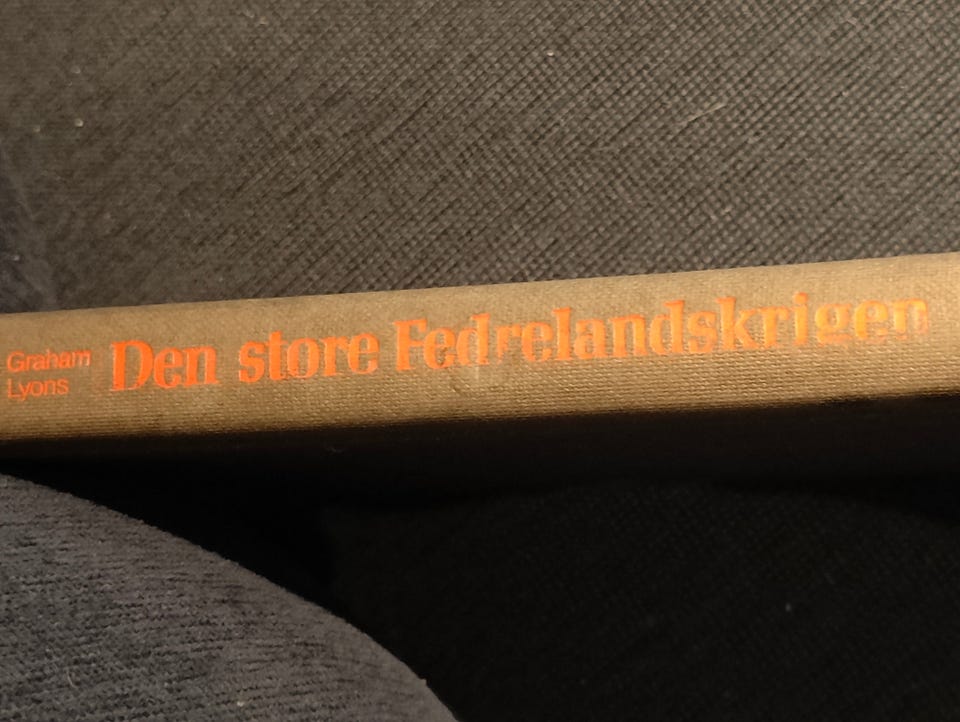 Graham
Lyons
Den store Fedrelandskrigen